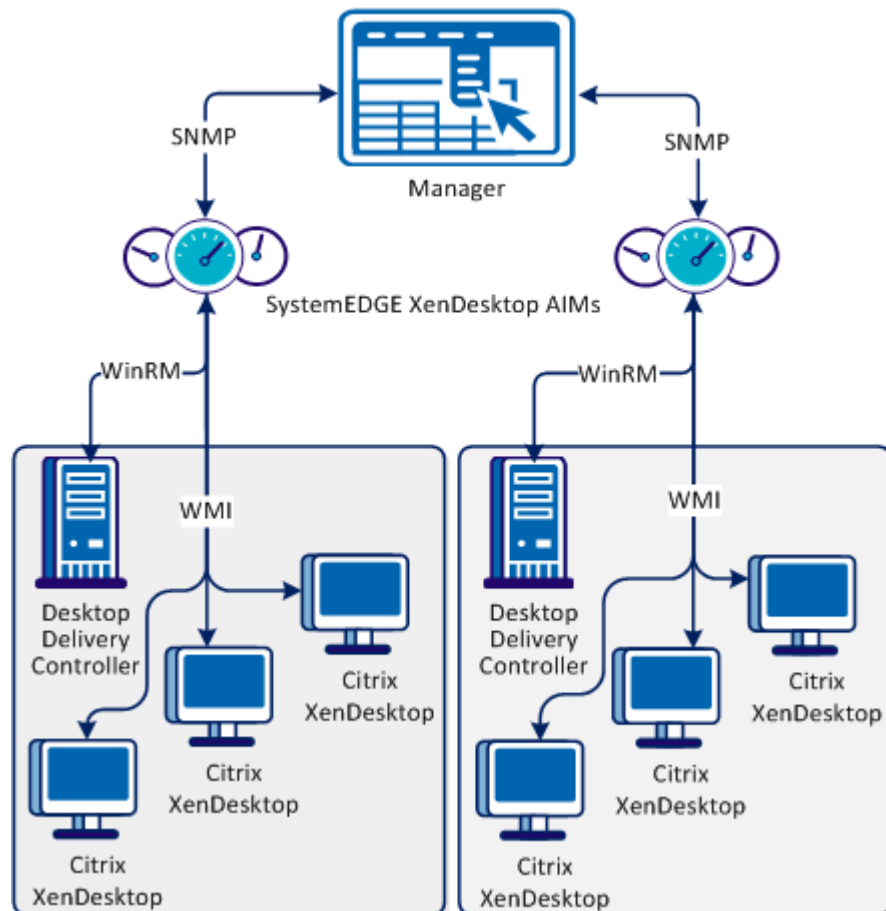 SNMP
SNMP
Manager
SystemEDGE XenDesktop AIMs
WinRM
WinRM
WMI
WMI
Desktop
Delivery
Controller
Citrix
XenDesktop
Citrix
XenDesktop
Citrix
XenDesktop
Desktop
Delivery
Controller
Citrix
XenDesktop
Citrix
XenDesktop
Citrix
XenDesktop